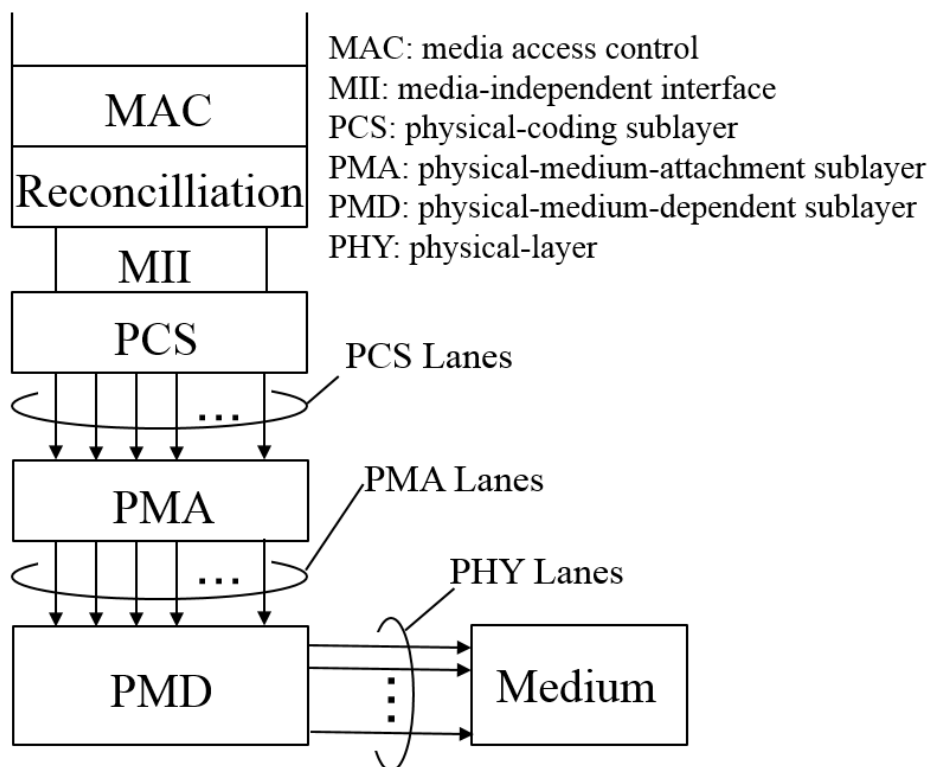 MAC: media access control
MII: media-independent interface
PCS: physical-coding sublayer
PMA: physical-medium-attachment sublayer
PMD: physical-medium-dependent sublayer
PHY: physical-layer
MAC
Reconcilliation
MII
PCS
PCS Lanes
...
PMA
PMA Lanes
...
PHY Lanes
PMD
...
Medium